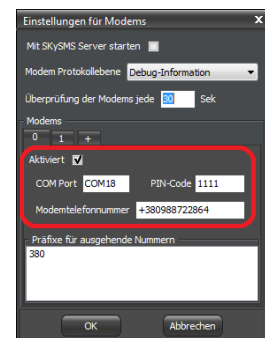 Einstellungen für Modems X
Mit SKySMS Server starten
Modem Protokollebene Debug-Information
Überprüfung der Modems jede 30 Sek
Modems
0 1 +
Aktiviert
COM Port COM18 PIN-Code 1111
Modemtelefonnummer +380988722864
Präfixe für ausgehende Nummern
380
OK Abbrechen